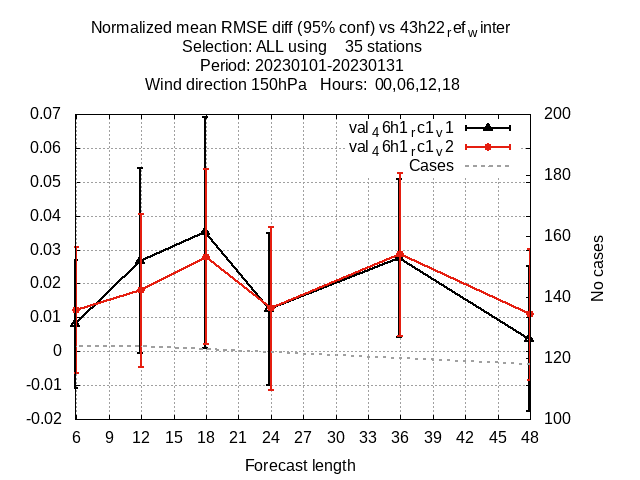 Normalized mean RMSE diff (95% conf) vs 43h22refwinter
Selection: ALL using 35 stations
Period: 20230101-20230131
Wind direction 150hPa Hours: 00,06,12,18
0.07
0.06
0.05
0.04
0.03
0.02
0.01
0
-0.01
-0.02
200
180
160
140
120
100
val46h1rc1v1
val46h1rc1v2
Cases
No cases
6 9 12 15 18 21 24 27 30 33 36 39 42 45 48
Forecast length